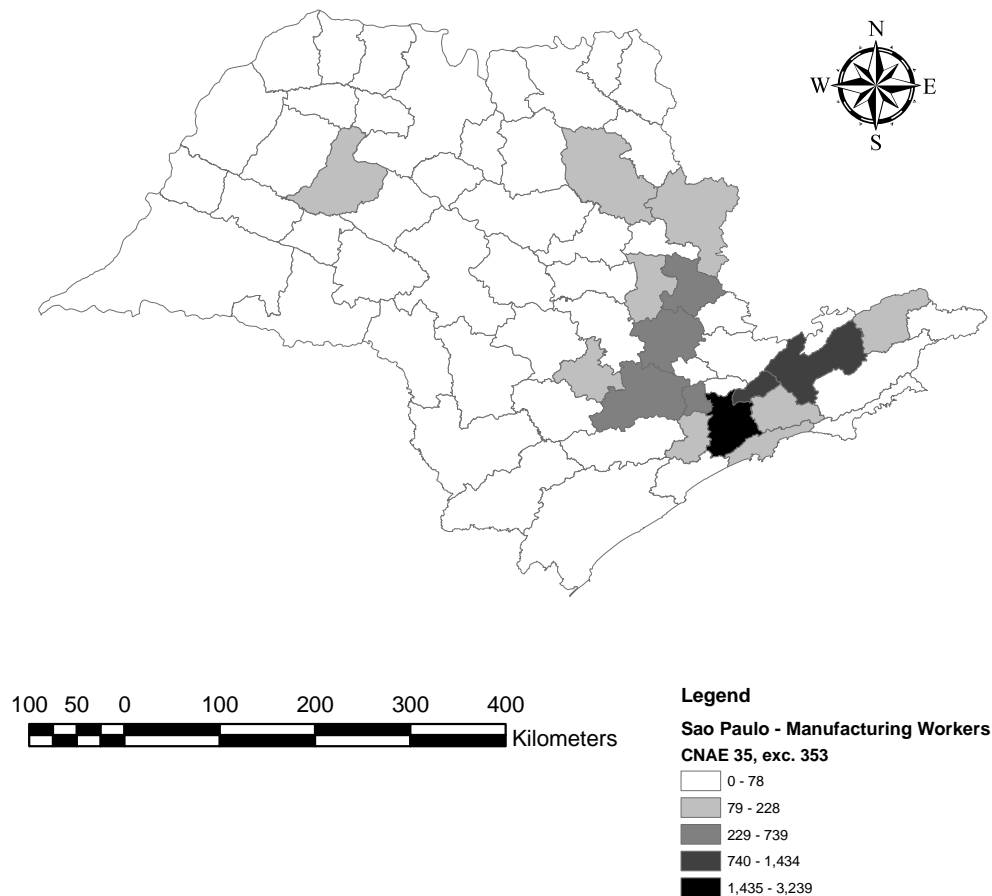 N
W E
S
100 50 0 100 200 300 400
Kilometers
Legend
Sao Paulo - Manufacturing Workers
CNAE 35, exc. 353
0 - 78
79 - 228
229 - 739
740 - 1,434
1,435 - 3,239